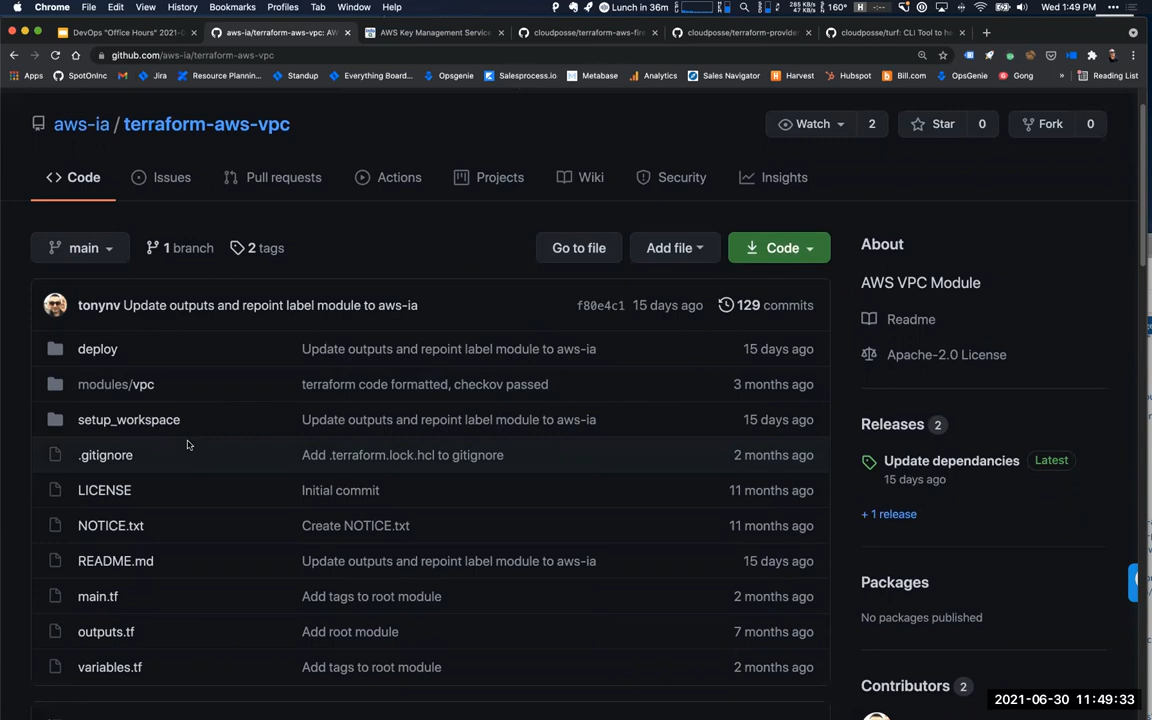 Chrome File Edit View History Bookmarks Profiles Tab Window Help Lunch in 36m 160° Wed 1:49 PM
DevOps "Office Hours" 2021-0 aws-ia/terraform-aws-vpc: AW AWS Key Management Service cloudposse/terraform-aws-fire cloudposse/terraform-provider cloudposse/turf: CLI Tool to he
github.com/aws-ia/terraform-aws-vpc
Apps SpotOnInc Jira Resource Planning... Standup Everything Board... Opsgenie Salesprocess.io Metabase Analytics Sales Navigator Harvest Hubspot Bill.com OpsGenie Gong » Reading List
aws-ia / terraform-aws-vpc
Watch 2 Star 0 Fork 0
Code Issues Pull requests Actions Projects Wiki Security Insights
main 1 branch 2 tags Go to file Add file Code
tonynv Update outputs and repoint label module to aws-ia f80e4c1 15 days ago 129 commits
deploy Update outputs and repoint label module to aws-ia 15 days ago
modules/vpc terraform code formatted, checkov passed 3 months ago
setup_workspace Update outputs and repoint label module to aws-ia 15 days ago
.gitignore Add .terraform.lock.hcl to gitignore 2 months ago
LICENSE Initial commit 11 months ago
NOTICE.txt Create NOTICE.txt 11 months ago
README.md Update outputs and repoint label module to aws-ia 15 days ago
main.tf Add tags to root module 2 months ago
outputs.tf Add root module 7 months ago
variables.tf Add tags to root module 2 months ago
About
AWS VPC Module
Readme
Apache-2.0 License
Releases 2
Update dependancies Latest
15 days ago
+ 1 release
Packages
No packages published
Contributors 2
2021-06-30 11:49:33